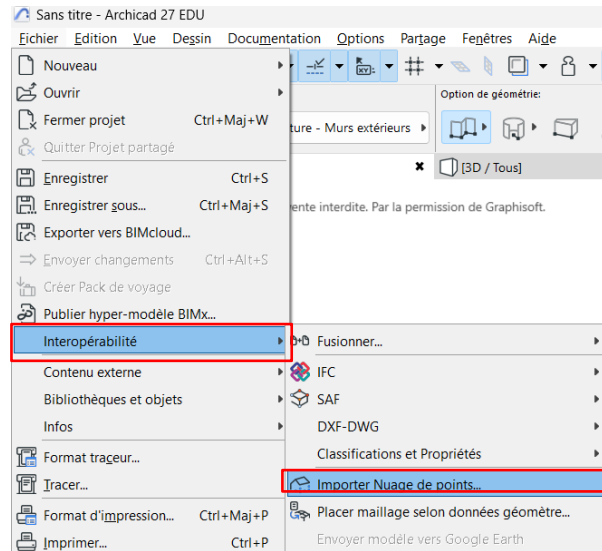 Sans titre - Archicad 27 EDU
Fichier Edition Vue Dessin Documentation Options Partage Fenêtres Aide
Nouveau
Ouvrir
Option de géométrie:
Fermer projet Ctrl+Maj+W
ture - Murs extérieurs
Quitter Projet partagé
[3D / Tous]
Enregistrer Ctrl+S
Enregistrer sous... Ctrl+Maj+S
vente interdite. Par la permission de Graphisoft.
Exporter vers BIMcloud...
Envoyer changements Ctrl+Alt+S
Créer Pack de voyage
Publier hyper-modèle BIMx...
Interopérabilité
Fusionner...
Contenu externe
IFC
Bibliothèques et objets
SAF
Infos
DXF-DWG
Format traceur...
Classifications et Propriétés
Tracer...
Importer Nuage de points...
Format d'impression... Ctrl+Maj+P
Placer maillage selon données géomètre...
Imprimer... Ctrl+P
Envoyer modèle vers Google Earth